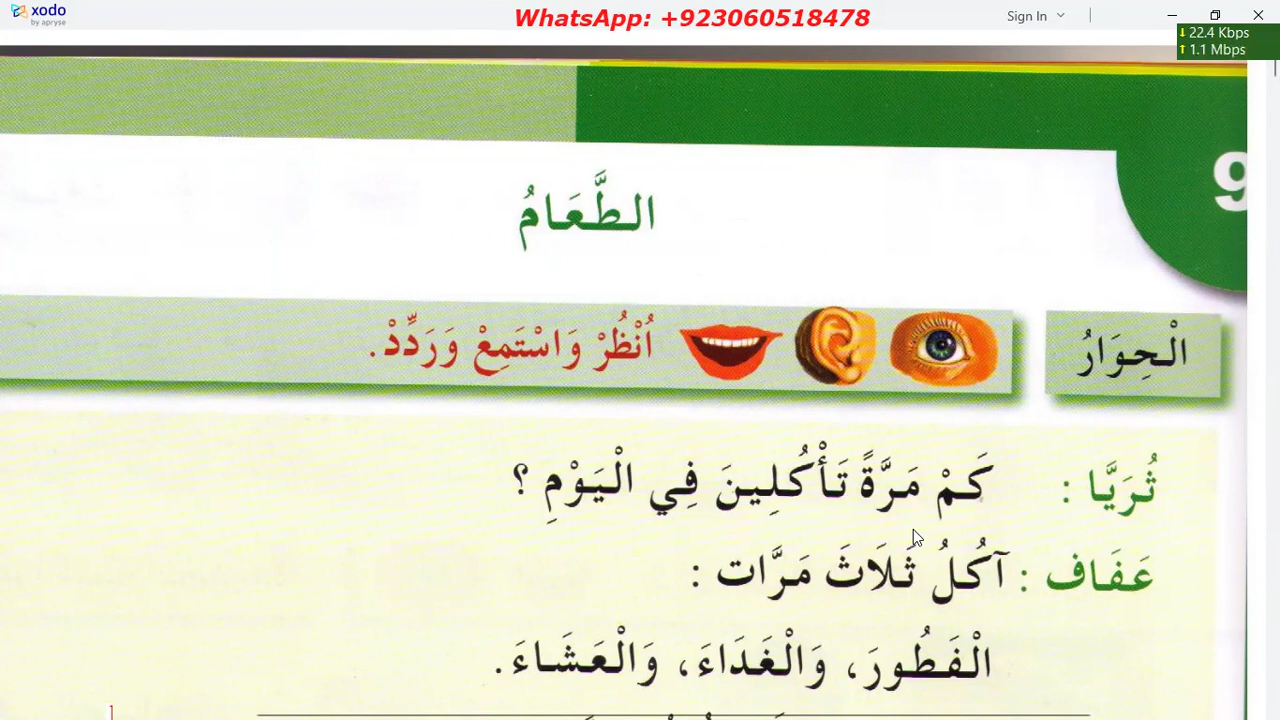 xodo
by apryse
WhatsApp: +923060518478
Sign In
↓ 22.4 Kbps
↑ 1.1 Mbps
9
الطَّعَامُ
الْحِوَارُ
اُنْظُرْ وَاسْتَمِعْ وَرَدِّدْ.
ثُرَيَّا : كَمْ مَرَّةً تَأْكُلِينَ فِي الْيَوْمِ ؟
عَفَاف : آكُلُ ثَلَاثَ مَرَّات :
الْفَطُورَ، وَالْغَدَاءَ، وَالْعَشَاءَ.
1